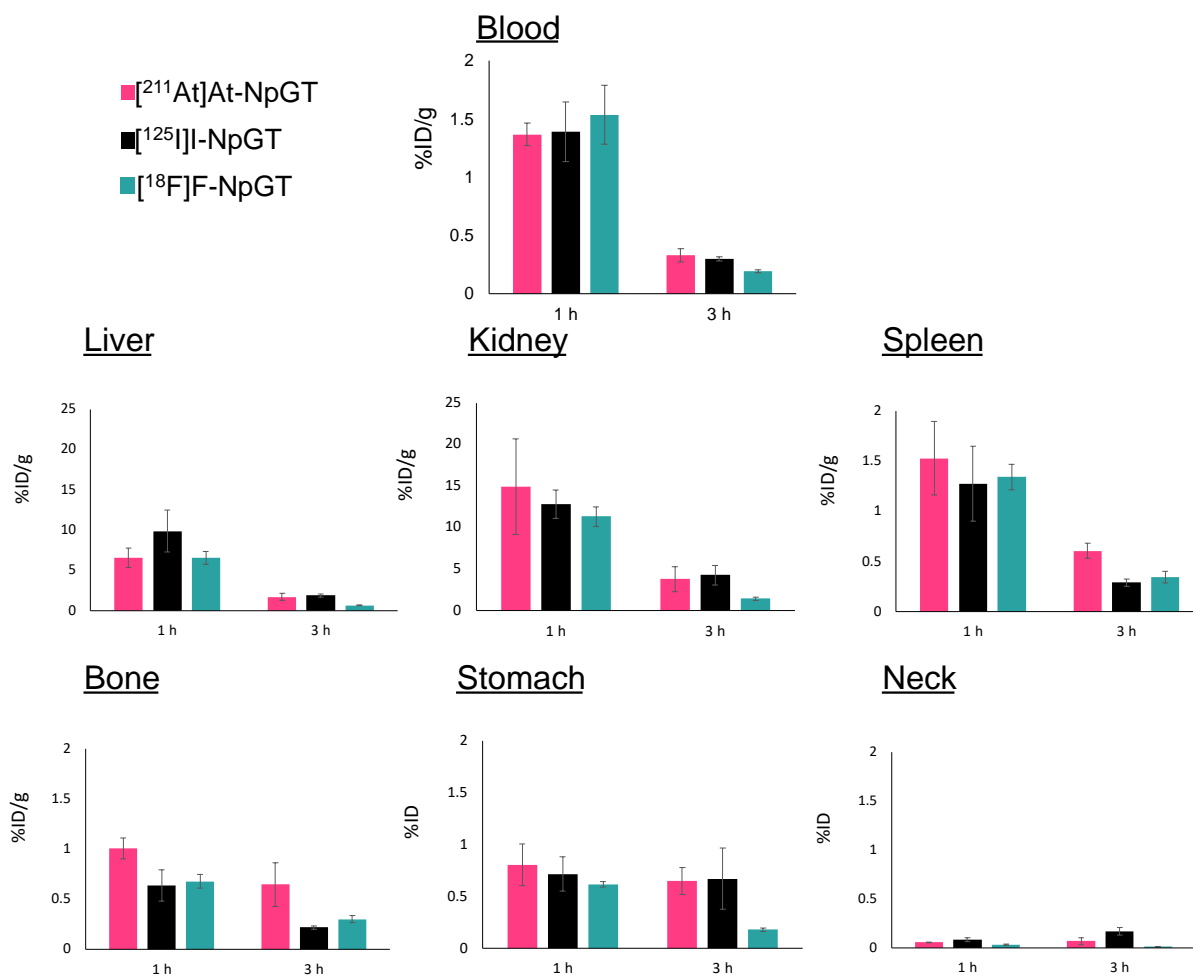 Blood
[²¹¹At]At-NpGT
[¹²⁵I]I-NpGT
[¹⁸F]F-NpGT
%ID/g
2
1.5
1
0.5
0
1 h 3 h
Liver
%ID/g
25
20
15
10
5
0
1 h 3 h
Kidney
%ID/g
25
20
15
10
5
0
1 h 3 h
Spleen
%ID/g
2
1.5
1
0.5
0
1 h 3 h
Bone
%ID/g
2
1.5
1
0.5
0
1 h 3 h
Stomach
%ID
2
1.5
1
0.5
0
1 h 3 h
Neck
%ID
2
1.5
1
0.5
0
1 h 3 h